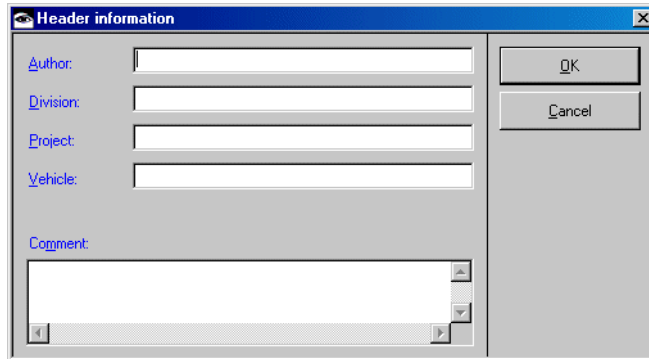 Header information
Author:
OK
Division:
Cancel
Project:
Vehicle:
Comment: